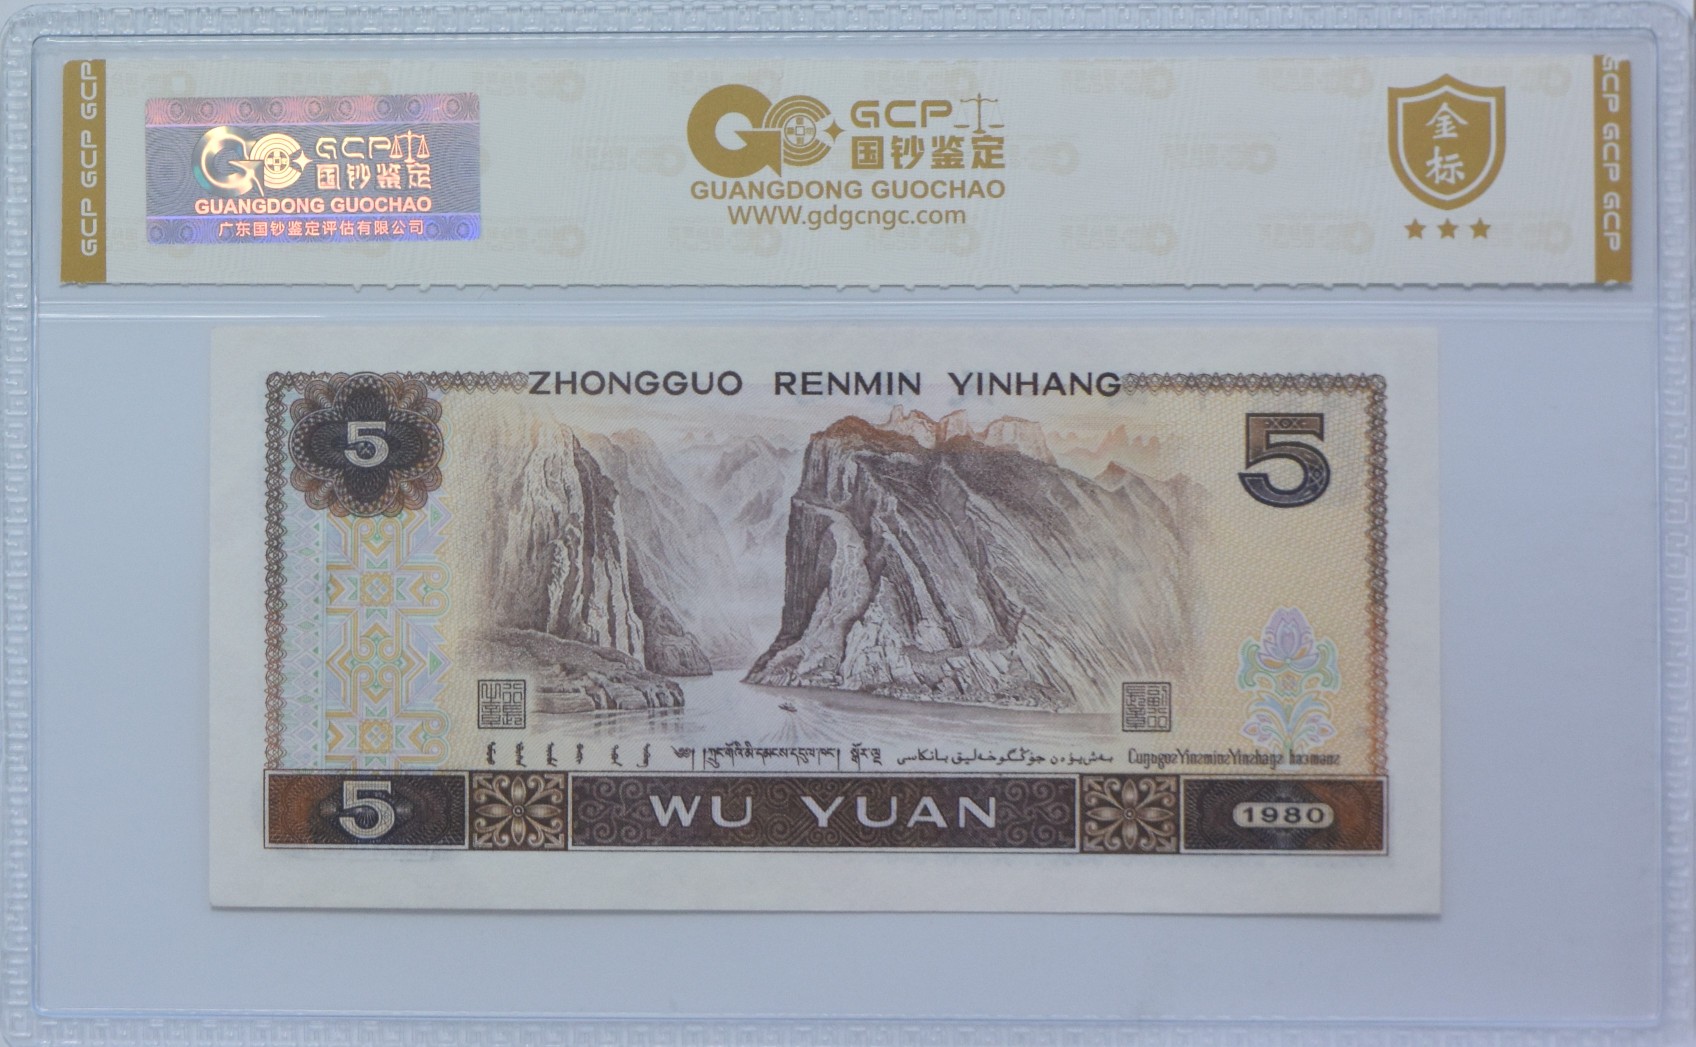 GCP GCP GCP
GCP
国钞鉴定
GUANGDONG GUOCHAO
广东国钞鉴定评估有限公司
GCP
国钞鉴定
GUANGDONG GUOCHAO
WWW.gdgcngc.com
金标
GCP GCP GCP
ZHONGGUO RENMIN YINHANG
5
5
5
WU YUAN
1980